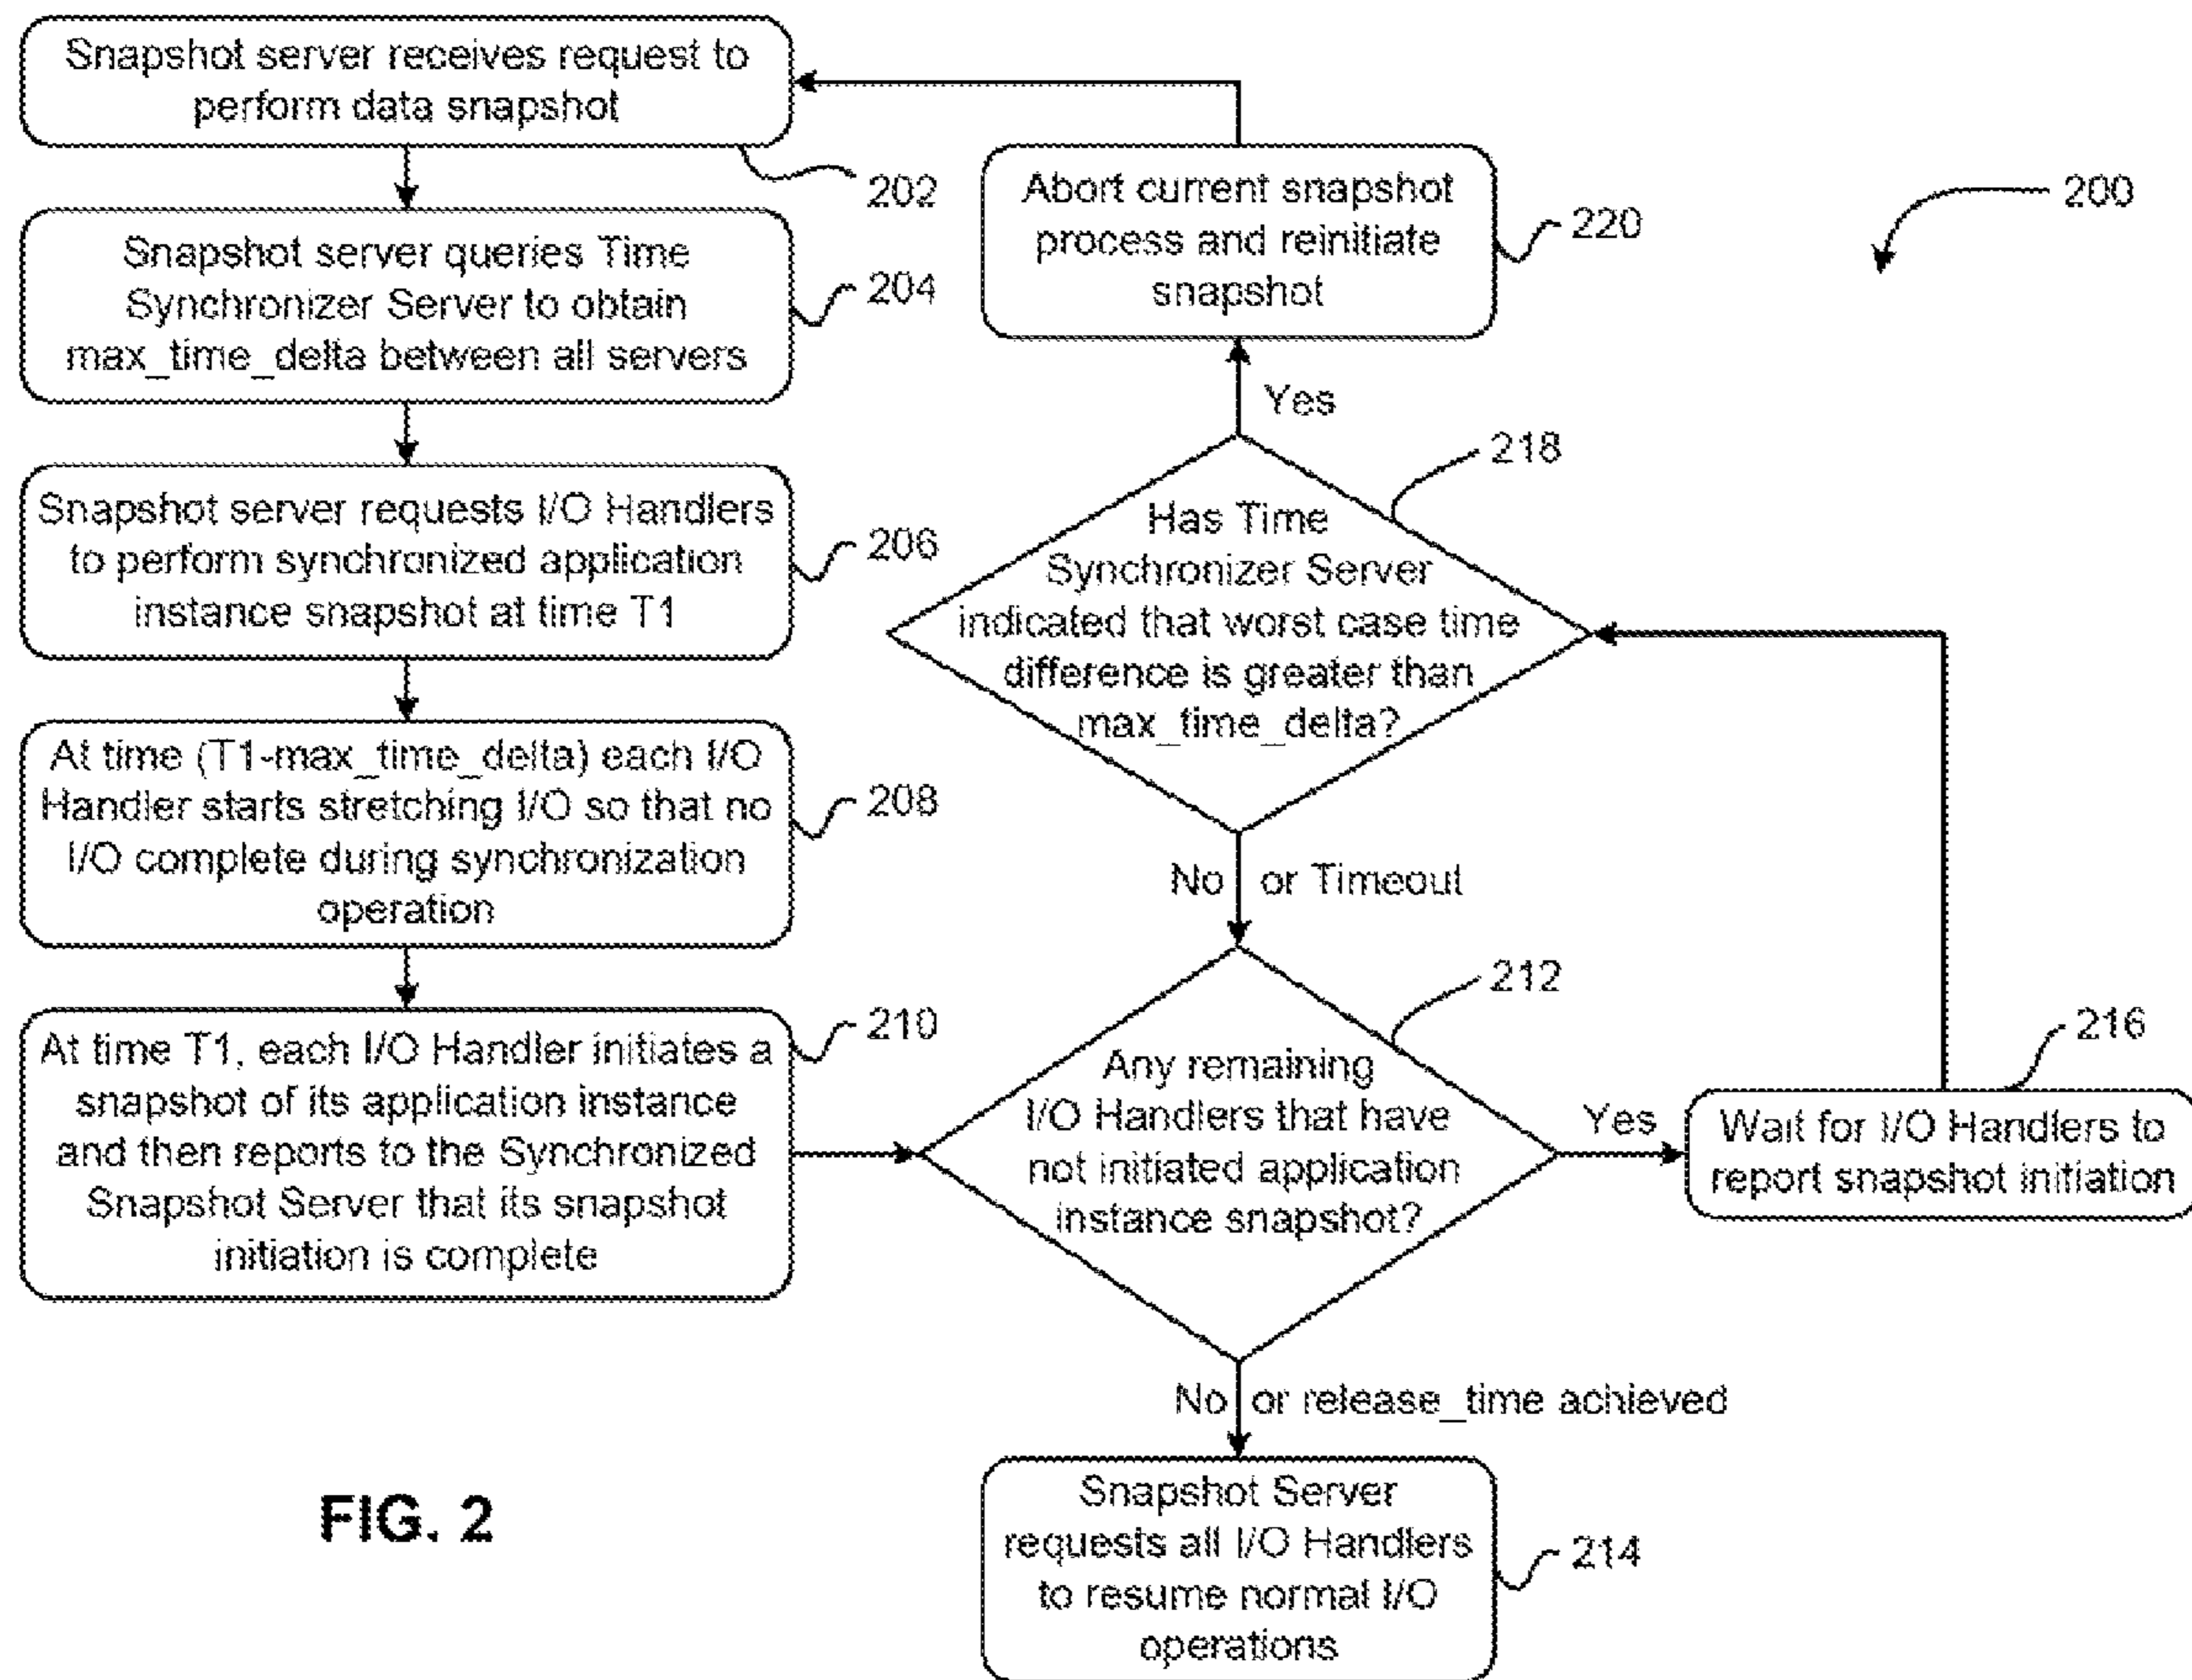 Snapshot server receives request to
perform data snapshot
202
Snapshot server queries Time
Synchronizer Server to obtain
max_time_delta between all servers
204
Snapshot server requests I/O Handlers
to perform synchronized application
instance snapshot at time T1
206
At time (T1-max_time_delta) each I/O
Handler starts stretching I/O so that no
I/O complete during synchronization
operation
208
At time T1, each I/O Handler initiates a
snapshot of its application instance
and then reports to the Synchronized
Snapshot Server that its snapshot
initiation is complete
210
Abort current snapshot
process and reinitiate
snapshot
220
200
Yes
Has Time
Synchronizer Server
indicated that worst case time
difference is greater than
max_time_delta?
218
No or Timeout
Any remaining
I/O Handlers that have
not initiated application
instance snapshot?
212
Yes
Wait for I/O Handlers to
report snapshot initiation
216
No or release_time achieved
Snapshot Server
requests all I/O Handlers
to resume normal I/O
operations
214
FIG. 2